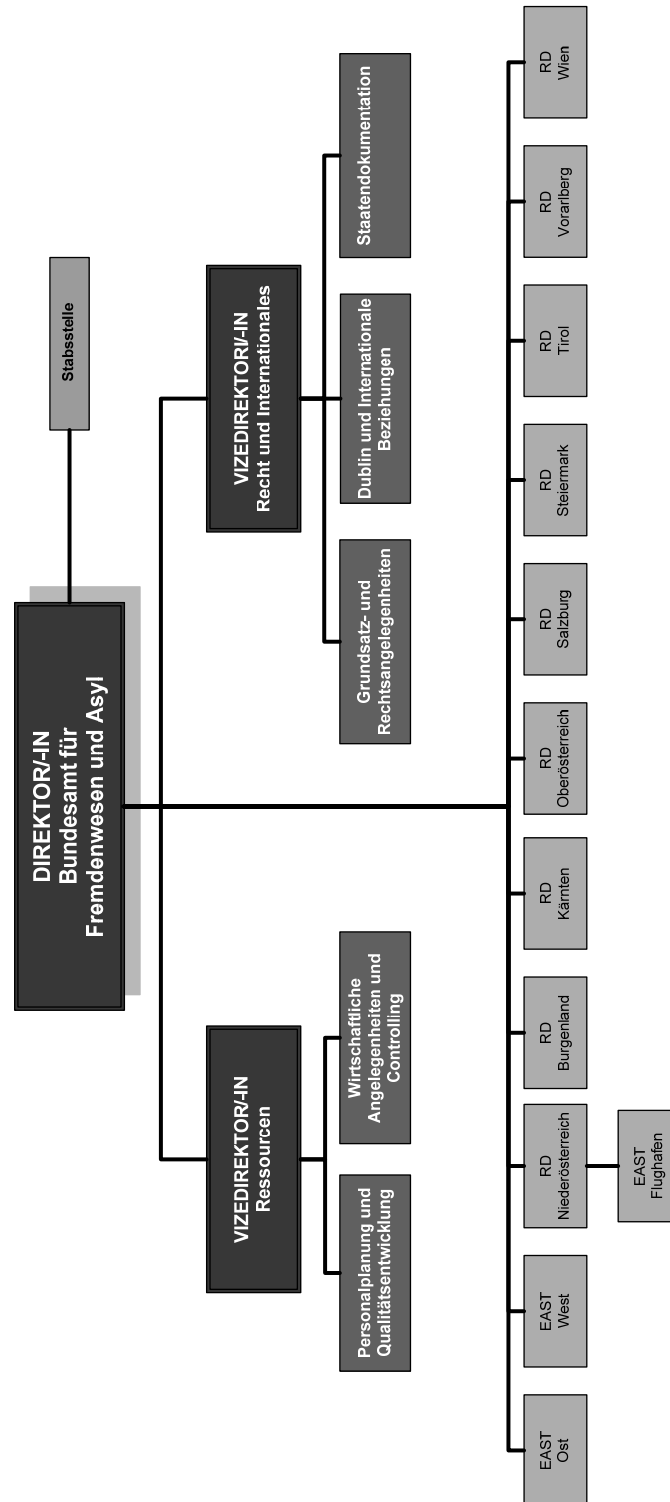 DIREKTOR/-IN
Bundesamt für
Fremdenwesen und Asyl
Stabsstelle
VIZEDIREKTOR/-IN
Ressourcen
VIZEDIREKTORI/-IN
Recht und Internationales
Personalplanung und
Qualitätsentwicklung
Wirtschaftliche
Angelegenheiten und
Controlling
Grundsatz- und
Rechtsangelegenheiten
Dublin und Internationale
Beziehungen
Staatendokumentation
EAST
Ost
EAST
West
RD
Niederösterreich
RD
Burgenland
RD
Kärnten
RD
Oberösterreich
RD
Salzburg
RD
Steiermark
RD
Tirol
RD
Vorarlberg
RD
Wien
EAST
Flughafen